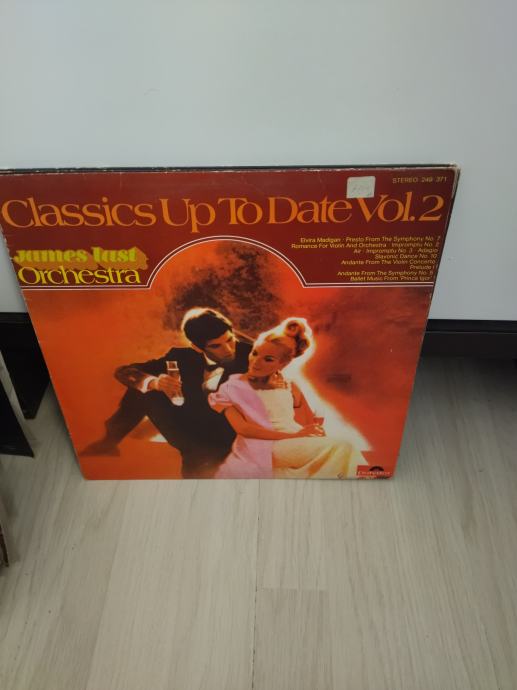 STEREO 249 371
Classics Up To Date Vol. 2
james last
Orchestra
Elvira Madigan · Presto From The Symphony No. 7
Romance For Violin And Orchestra · Impromptu No. 2
Air · Impromptu No. 3 · Adagio
Slavonic Dance No. 10
Andante From The Violin Concerto
Prelude I
Andante From The Symphony No. 5
Ballet Music From "Prince Igor"